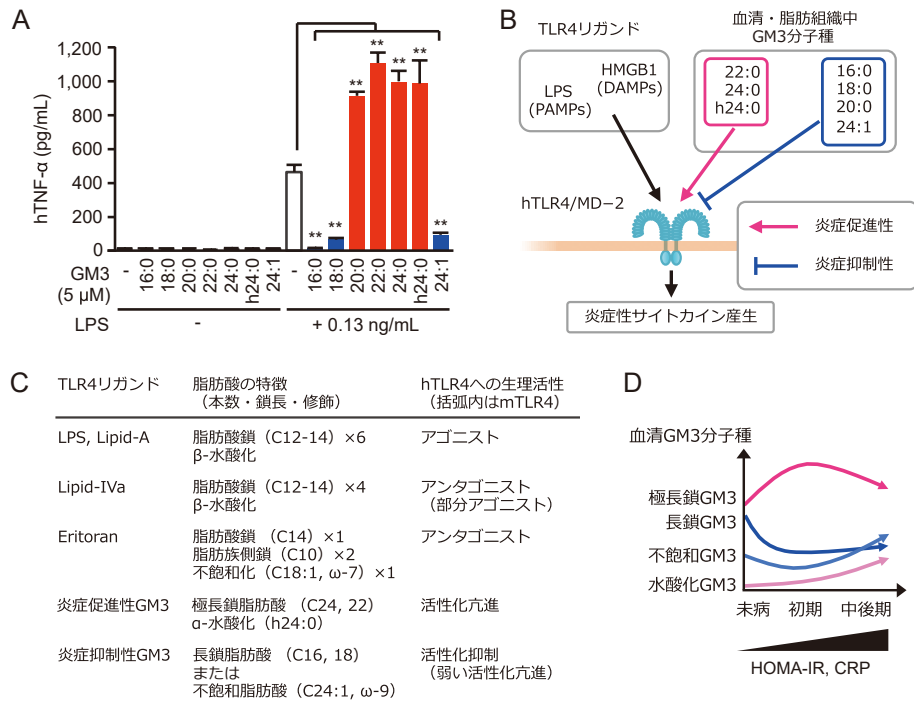 A
hTNF-α (pg/mL)
1,200
1,000
800
600
400
200
0
** ** ** ** ** ** **
GM3
(5 μM)
- 16:0 18:0 20:0 22:0 24:0 h24:0 24:1 - 16:0 18:0 20:0 22:0 24:0 h24:0 24:1
LPS - + 0.13 ng/mL
B
TLR4リガンド
LPS
(PAMPs)
HMGB1
(DAMPs)
血清・脂肪組織中
GM3分子種
22:0
24:0
h24:0
16:0
18:0
20:0
24:1
hTLR4/MD−2
炎症促進性
炎症抑制性
炎症性サイトカイン産生
C
TLR4リガンド 脂肪酸の特徴 hTLR4への生理活性
（本数・鎖長・修飾） （括弧内はmTLR4）
LPS, Lipid-A 脂肪酸鎖（C12-14）×6 アゴニスト
β-水酸化
Lipid-IVa 脂肪酸鎖（C12-14）×4 アンタゴニスト
β-水酸化 （部分アゴニスト）
Eritoran 脂肪酸鎖（C14）×1 アンタゴニスト
脂肪族側鎖（C10）×2
不飽和化（C18:1, ω-7）×1
炎症促進性GM3 極長鎖脂肪酸 （C24, 22） 活性化亢進
α-水酸化（h24:0）
炎症抑制性GM3 長鎖脂肪酸 （C16, 18） 活性化抑制
または （弱い活性化亢進）
不飽和脂肪酸（C24:1, ω-9）
D
血清GM3分子種
極長鎖GM3
長鎖GM3
不飽和GM3
水酸化GM3
未病 初期 中後期
HOMA-IR, CRP